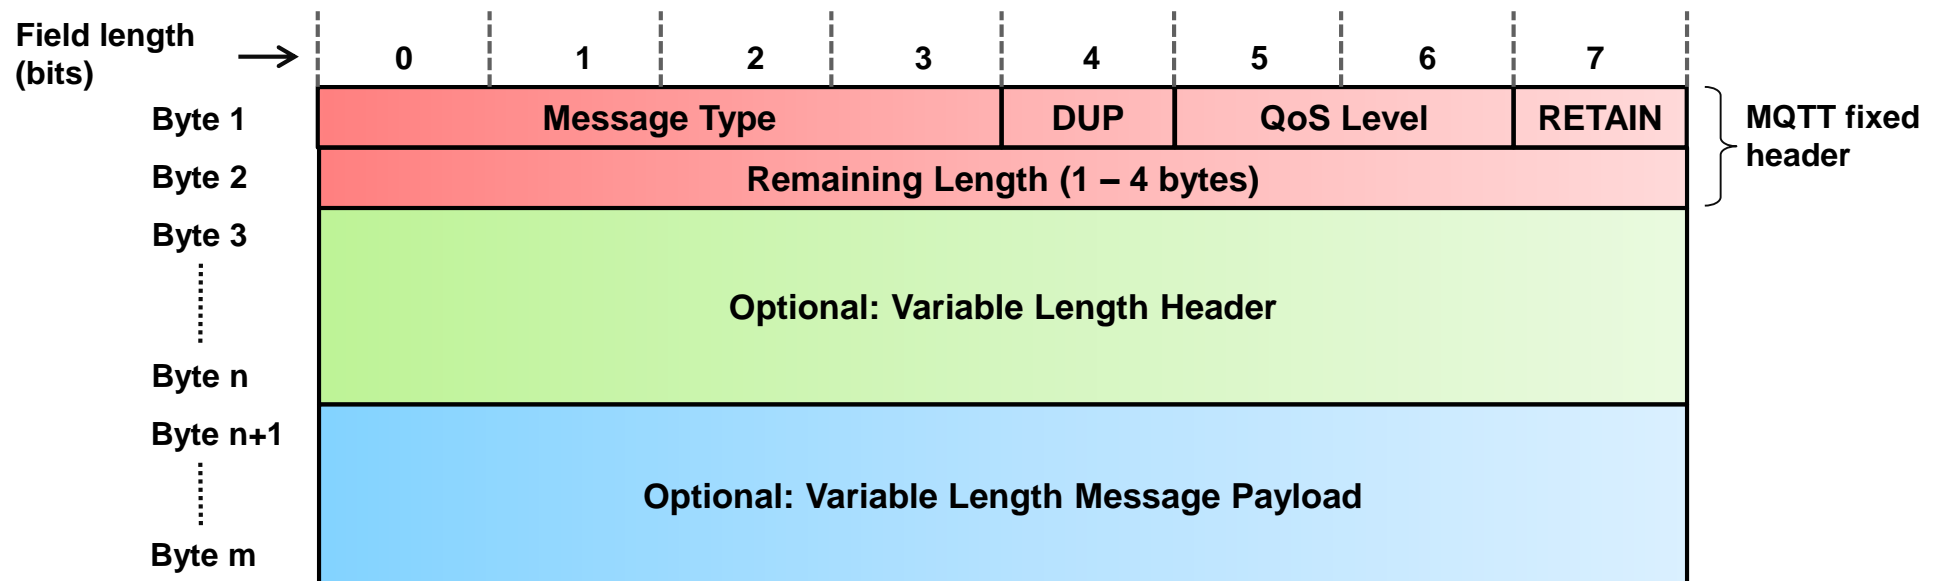 Field length
(bits)
0 1 2 3 4 5 6 7
Byte 1
Message Type DUP QoS Level RETAIN
MQTT fixed
header
Byte 2
Remaining Length (1 – 4 bytes)
Byte 3
Optional: Variable Length Header
Byte n
Byte n+1
Optional: Variable Length Message Payload
Byte m